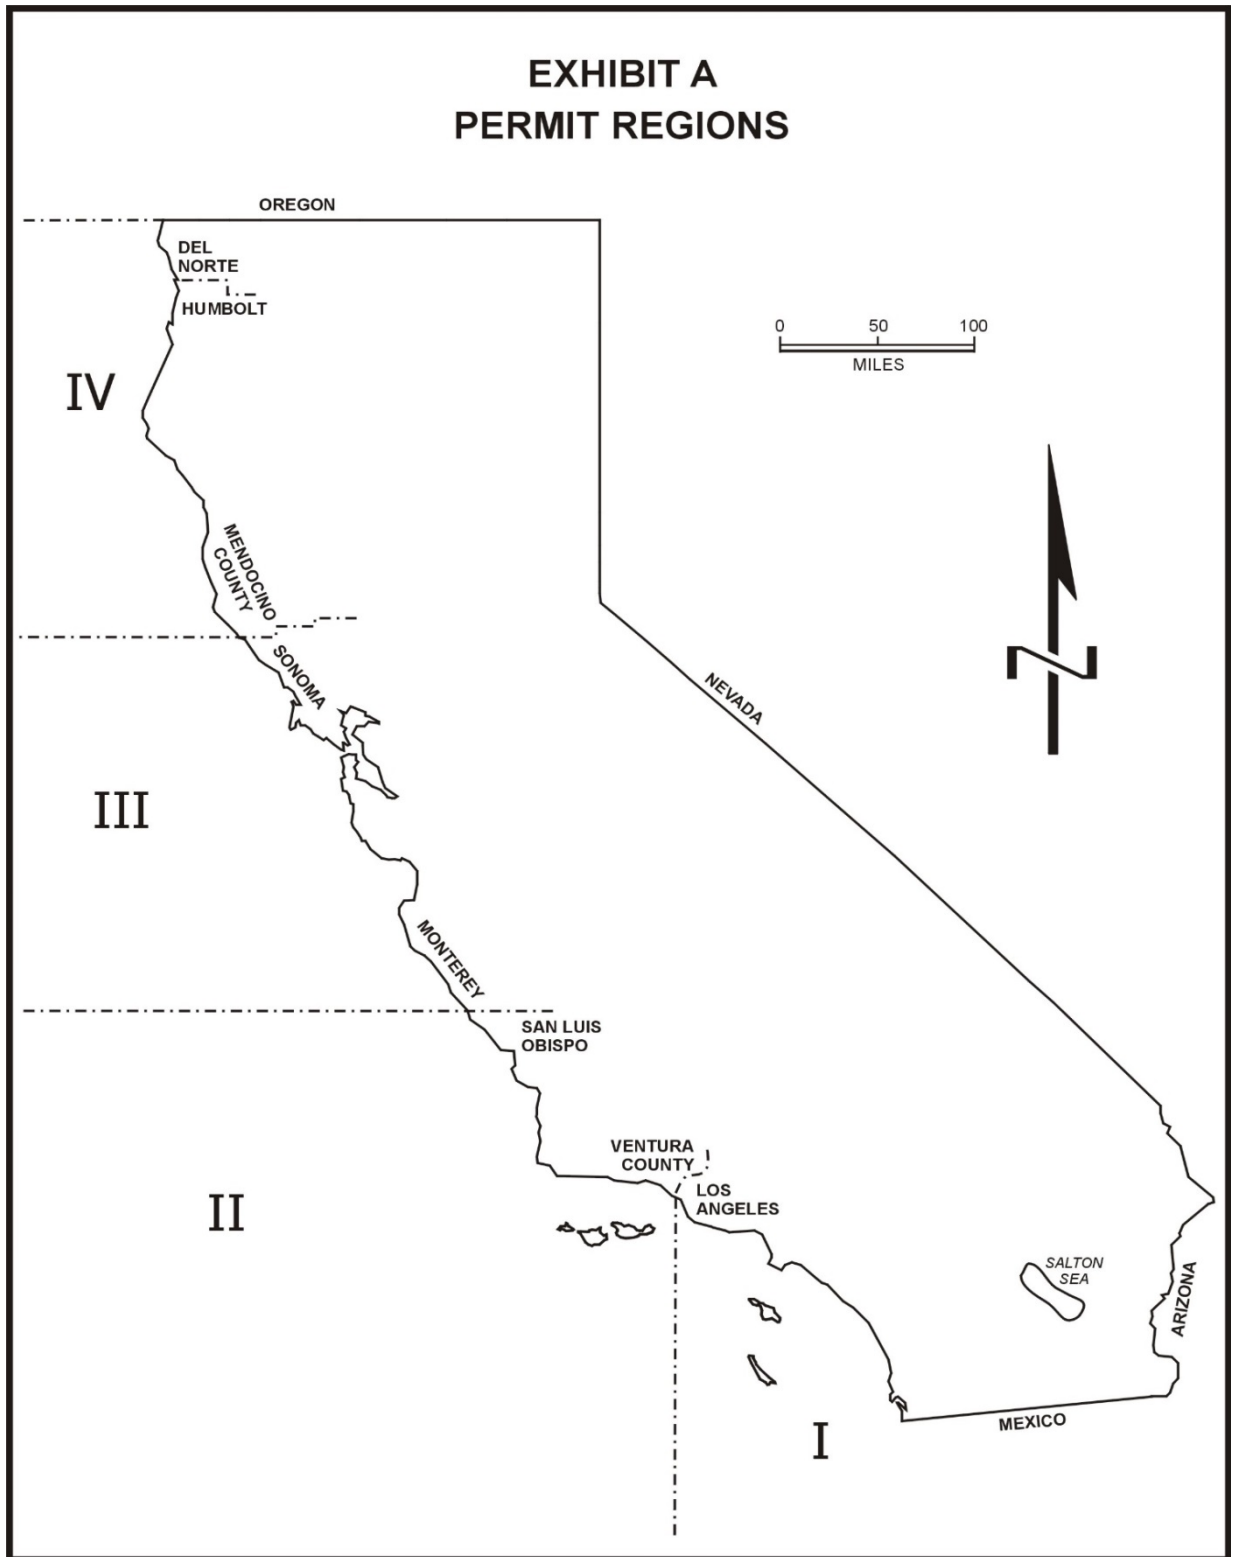 EXHIBIT A
PERMIT REGIONS
OREGON
DEL
NORTE
HUMBOLT
0 50 100
MILES
IV
MENDOCINO
COUNTY
SONOMA
NEVADA
III
MONTEREY
SAN LUIS
OBISPO
VENTURA
COUNTY
LOS
ANGELES
II
SALTON
SEA
ARIZONA
MEXICO
I
N